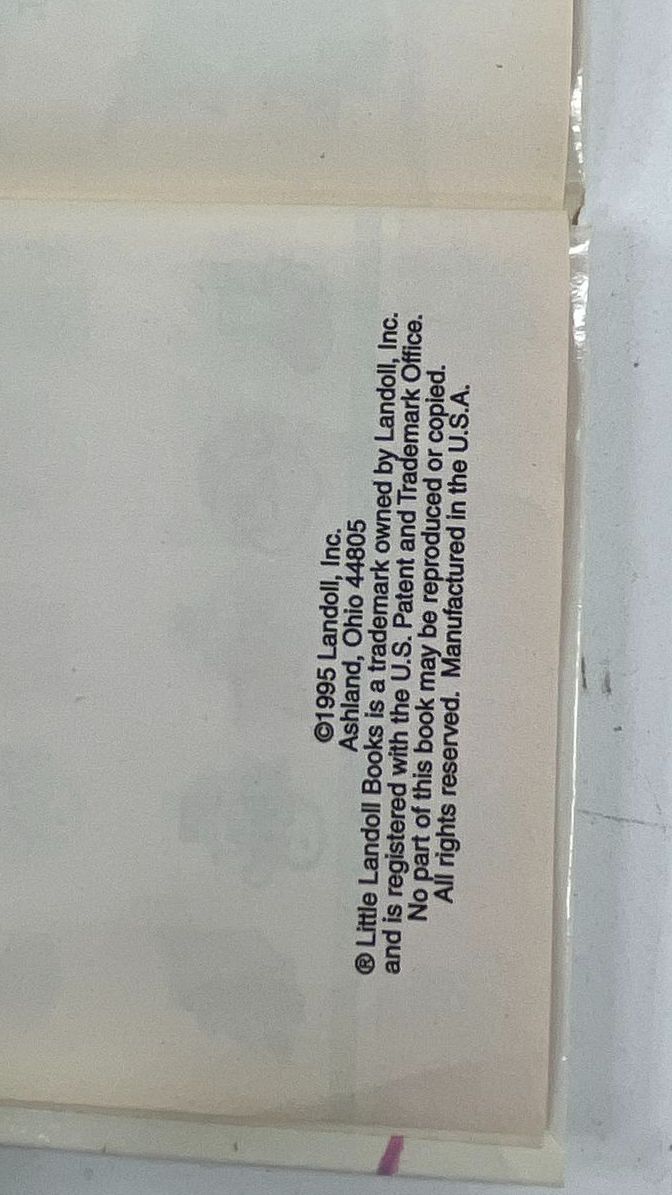 ©1995 Landoll, Inc.
Ashland, Ohio 44805
® Little Landoll Books is a trademark owned by Landoll, Inc.
and is registered with the U.S. Patent and Trademark Office.
No part of this book may be reproduced or copied.
All rights reserved. Manufactured in the U.S.A.